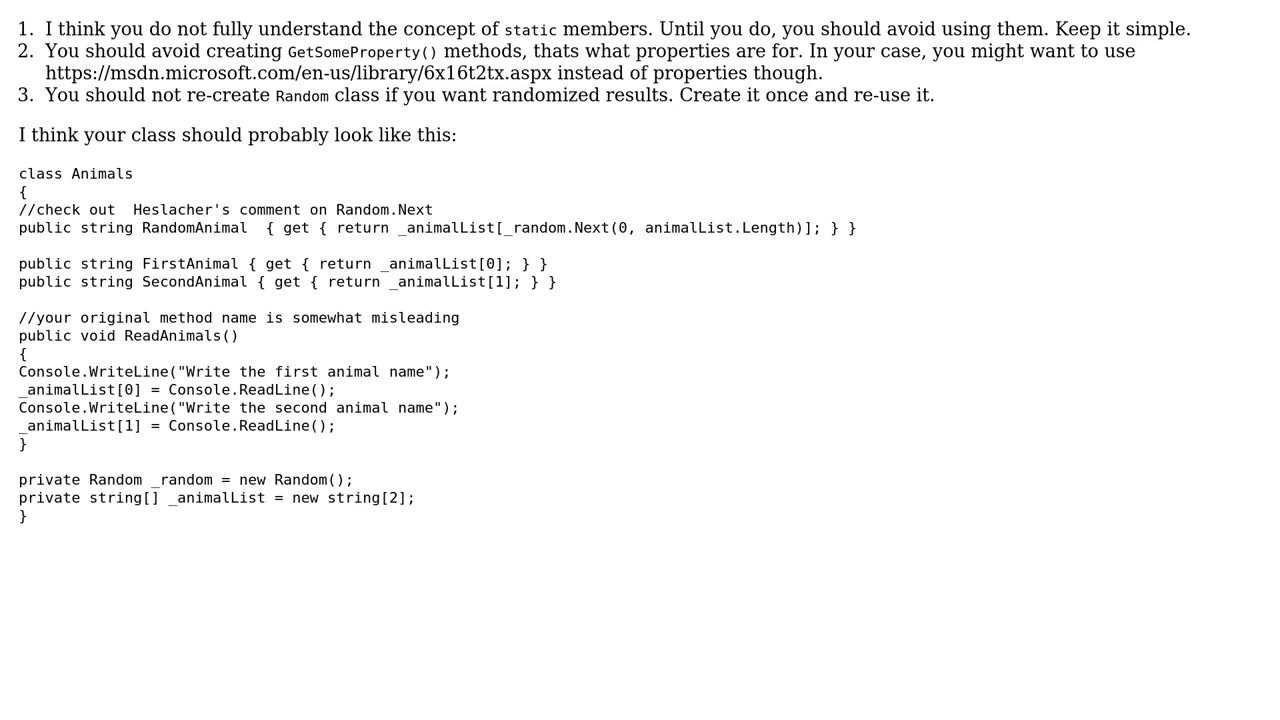 1. I think you do not fully understand the concept of static members. Until you do, you should avoid using them. Keep it simple.
2. You should avoid creating GetSomeProperty() methods, thats what properties are for. In your case, you might want to use
https://msdn.microsoft.com/en-us/library/6x16t2tx.aspx instead of properties though.
3. You should not re-create Random class if you want randomized results. Create it once and re-use it.
I think your class should probably look like this:
class Animals
{
//check out  Heslacher's comment on Random.Next
public string RandomAnimal  { get { return _animalList[_random.Next(0, animalList.Length)]; } }
public string FirstAnimal { get { return _animalList[0]; } }
public string SecondAnimal { get { return _animalList[1]; } }
//your original method name is somewhat misleading
public void ReadAnimals()
{
Console.WriteLine("Write the first animal name");
_animalList[0] = Console.ReadLine();
Console.WriteLine("Write the second animal name");
_animalList[1] = Console.ReadLine();
}
private Random _random = new Random();
private string[] _animalList = new string[2];
}